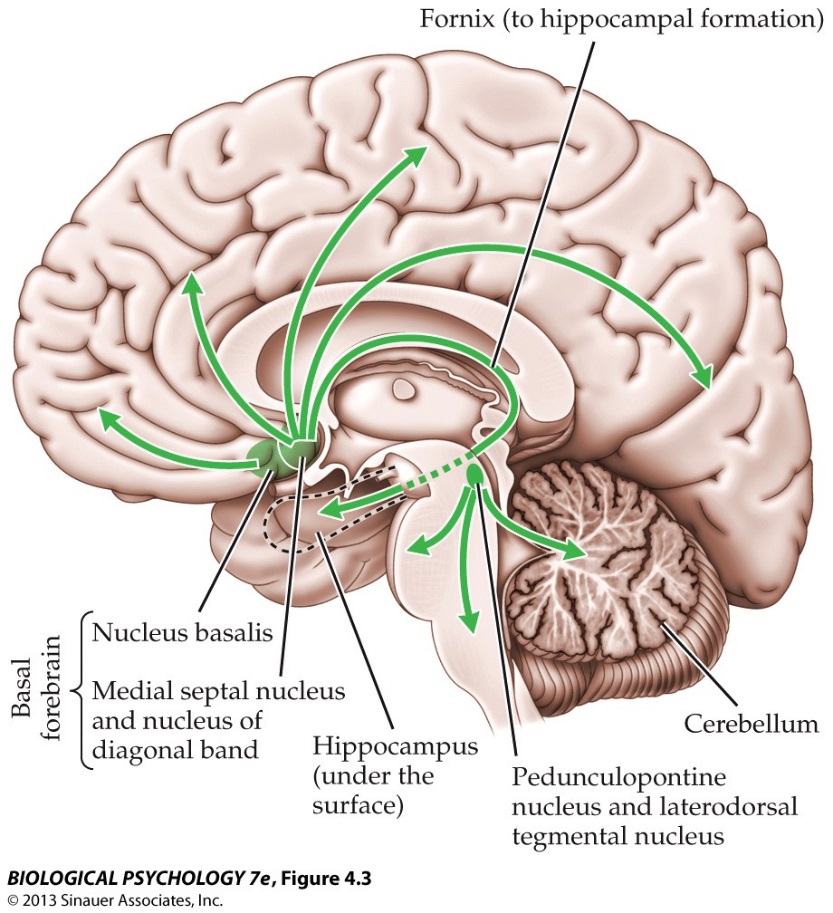 Fornix (to hippocampal formation)
Basal
forebrain
Nucleus basalis
Medial septal nucleus
and nucleus of
diagonal band
Hippocampus
(under the
surface)
Pedunculopontine
nucleus and laterodorsal
tegmental nucleus
Cerebellum
BIOLOGICAL PSYCHOLOGY 7e, Figure 4.3
© 2013 Sinauer Associates, Inc.